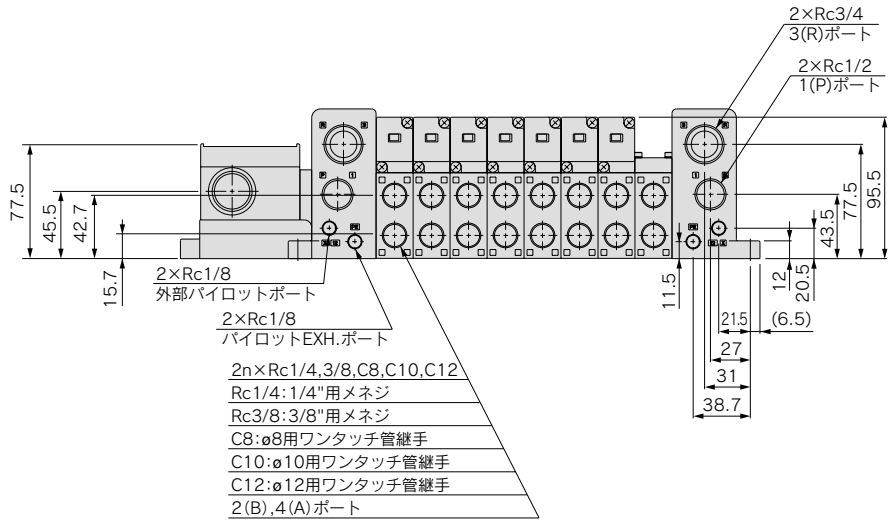 2×Rc3/4
3(R)ポート
2×Rc1/2
1(P)ポート
77.5
45.5
42.7
15.7
95.5
77.5
43.5
20.5
12
11.5
21.5
(6.5)
27
31
38.7
2×Rc1/8
外部パイロットポート
2×Rc1/8
パイロットEXH.ポート
2n×Rc1/4,3/8,C8,C10,C12
Rc1/4:1/4"用メネジ
Rc3/8:3/8"用メネジ
C8:ø8用ワンタッチ管継手
C10:ø10用ワンタッチ管継手
C12:ø12用ワンタッチ管継手
2(B),4(A)ポート
P
1
PE
1
PE